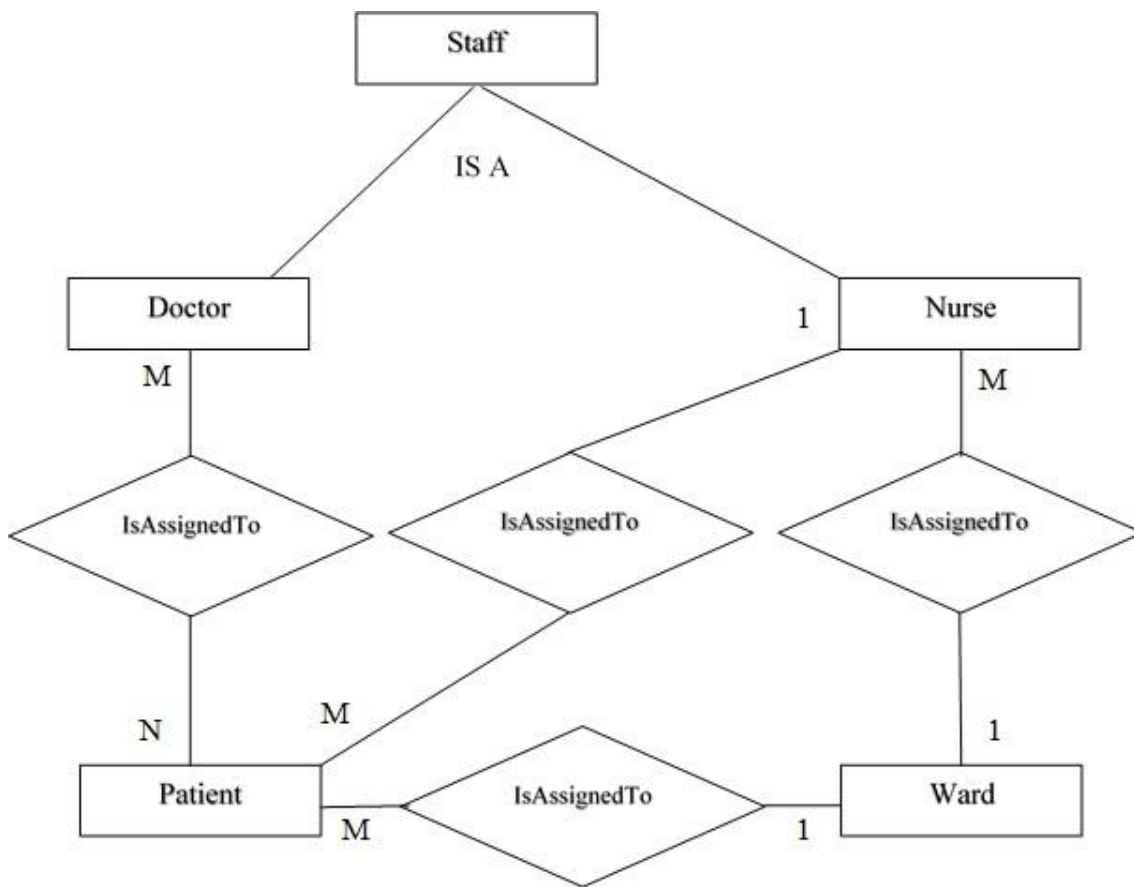 Staff
IS A
Doctor
1
Nurse
M
M
IsAssignedTo
IsAssignedTo
IsAssignedTo
M
N
1
Patient
IsAssignedTo
Ward
M
1